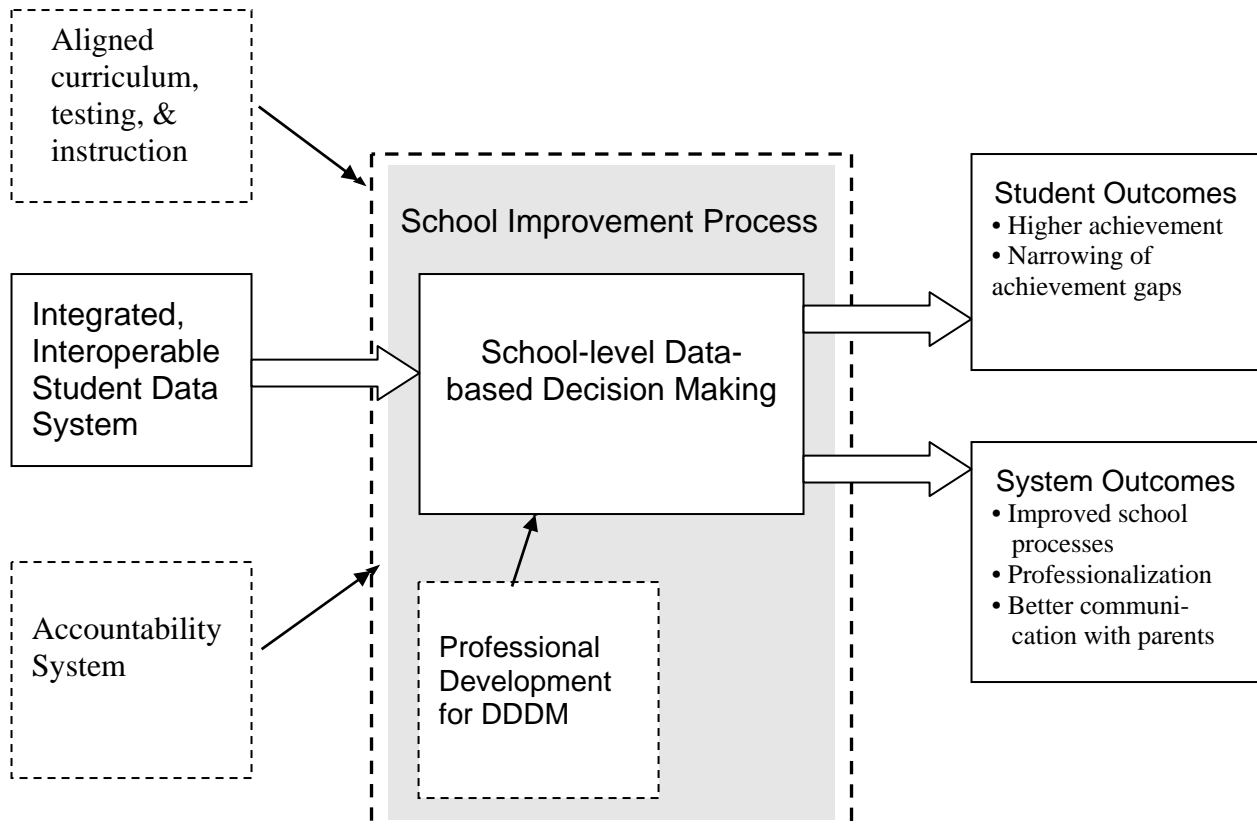 Aligned
curriculum,
testing, &
instruction
School Improvement Process
Integrated,
Interoperable
Student Data
System
School-level Data-
based Decision Making
Student Outcomes
• Higher achievement
• Narrowing of
achievement gaps
System Outcomes
• Improved school
processes
• Professionalization
• Better communi-
cation with parents
Accountability
System
Professional
Development
for DDDM